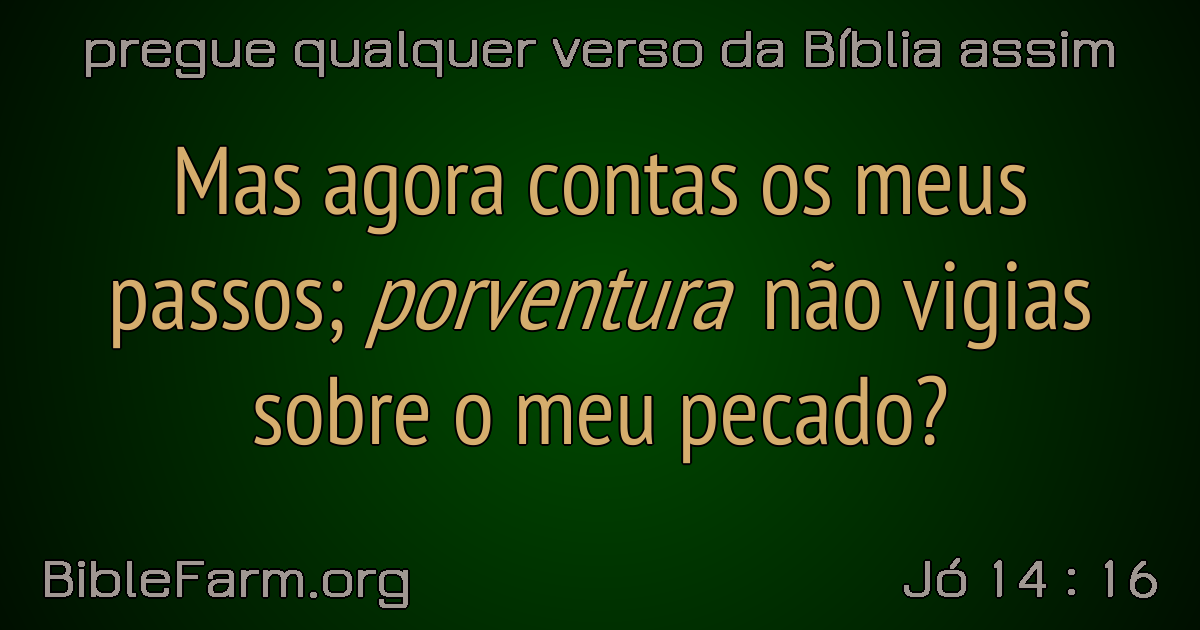 pregue qualquer verso da Bíblia assim
Mas agora contas os meus
passos; porventura não vigias
sobre o meu pecado?
BibleFarm.org
Jó 14 : 16